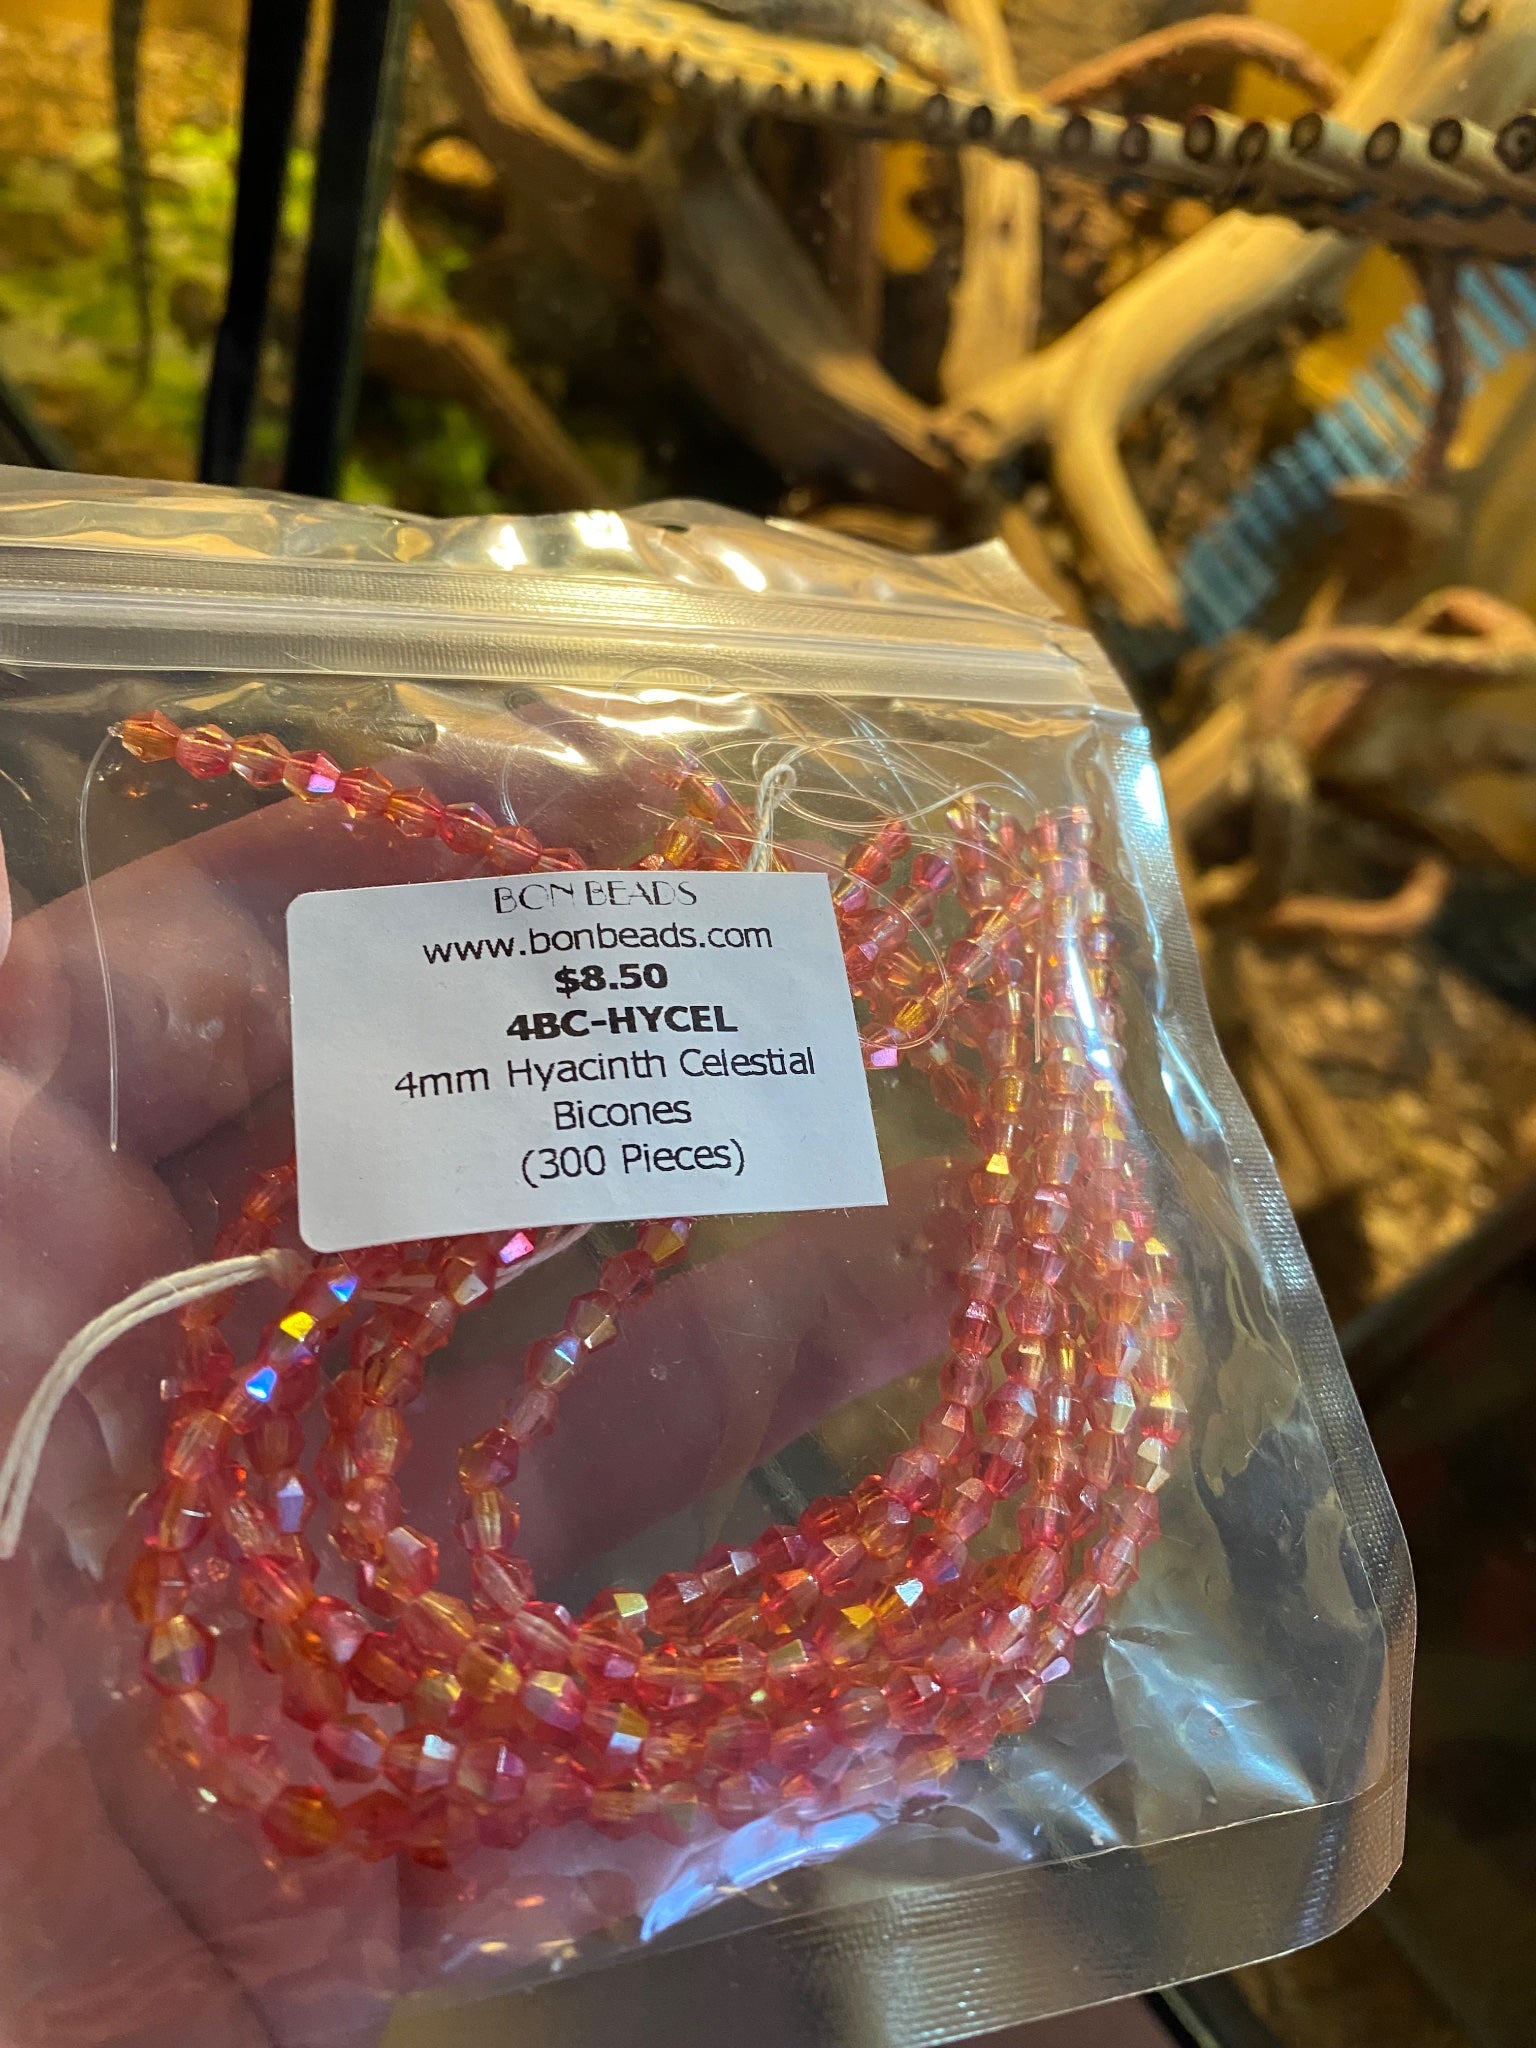 BON BEADS
www.bonbeads.com
$8.50
4BC-HYCEL
4mm Hyacinth Celestial
Bicones
(300 Pieces)